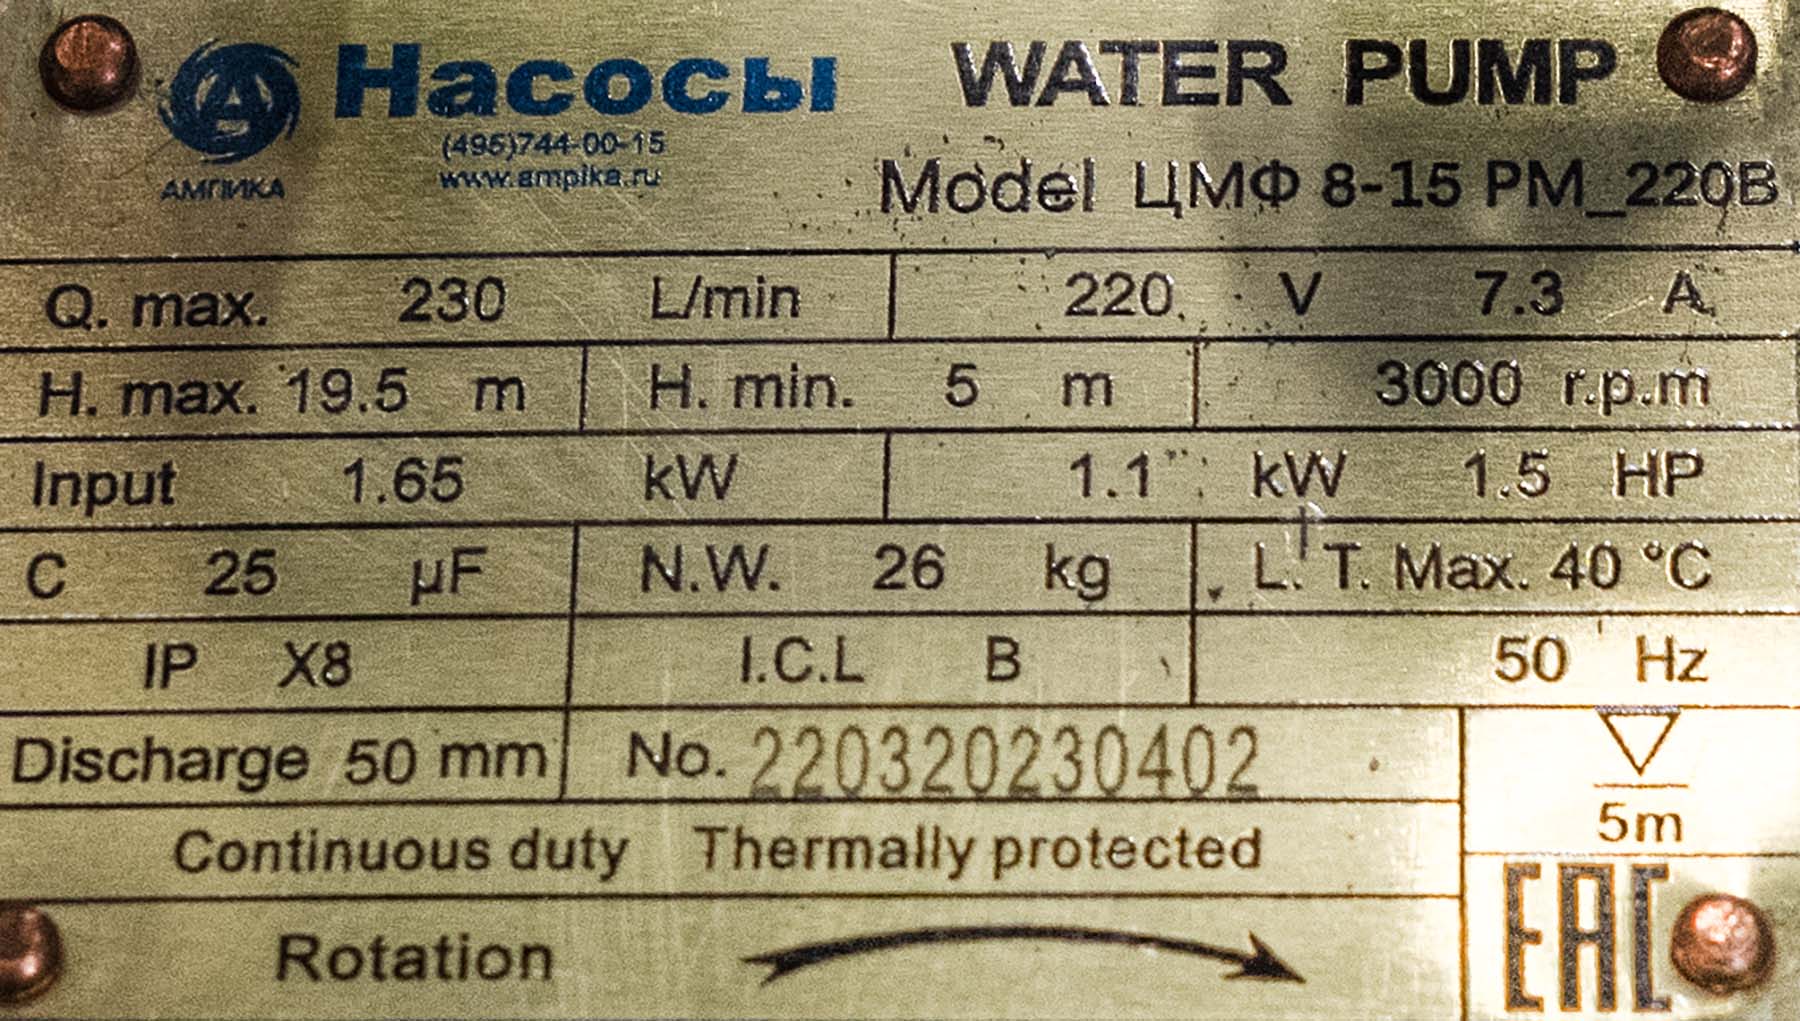 Насосы WATER PUMP
(495)744-00-15
www.ampika.ru
АМПИКА
Model ЦМФ 8-15 РМ_220В
Q. max. 230 L/min 220 V 7.3 A
H. max. 19.5 m H. min. 5 m 3000 r.p.m
Input 1.65 kW 1.1 kW 1.5 HP
C 25 µF N.W. 26 kg L. T. Max. 40 °C
IP X8 I.C.L B 50 Hz
Discharge 50 mm No. 220320230402
5m
Continuous duty Thermally protected
Rotation
EAC